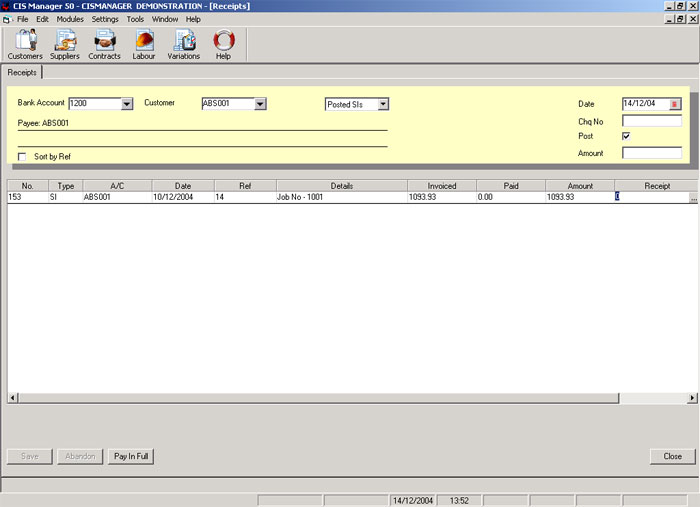 CIS Manager 50 - CISMANAGER DEMONSTRATION - [Receipts]
File Edit Modules Settings Tools Window Help
Customers Suppliers Contracts Labour Variations Help
Receipts
Bank Account 1200 Customer ABS001 Posted SIs Date 14/12/04
Payee: ABS001 Chq No
Post
Sort by Ref Amount
No. Type A/C Date Ref Details Invoiced Paid Amount Receipt
153 SI ABS001 10/12/2004 14 Job No - 1001 1093.93 0.00 1093.93 0 ...
Save Abandon Pay In Full Close
14/12/2004 13:52